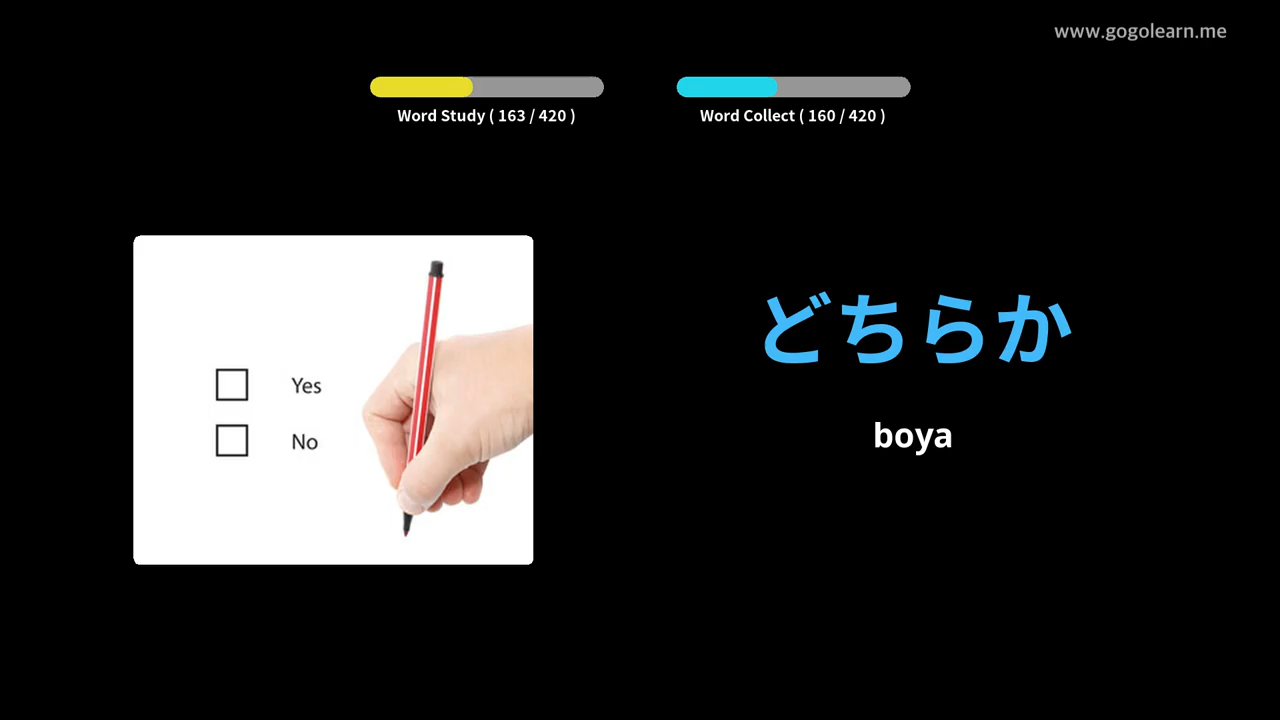 www.gogolearn.me
Word Study ( 163 / 420 )
Word Collect ( 160 / 420 )
Yes
No
どちらか
boya